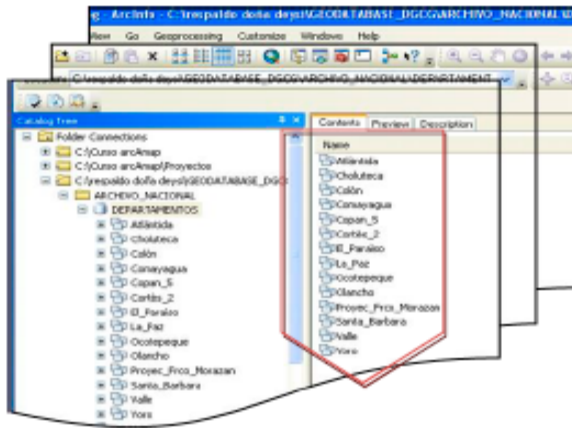 g - ArcInfo - C:\respaldo doña deysi\GEODATABASE_DGCG\ARCHIVO_NACIONAL\D
View Go Geoprocessing Customize Windows Help
C:\respaldo doña deysi\GEODATABASE_DGCG\ARCHIVO_NACIONAL\DEPARTAMENT
Catalog Tree
Folder Connections
C:\Curso arcAmap
C:\Curso arcAmap\Proyectos
C:\respaldo doña deysi\GEODATABASE_DGC
ARCHIVO_NACIONAL
DEPARTAMENTOS
Atlántida
Choluteca
Colón
Comayagua
Copan_5
Cortés_2
El_Paraiso
La_Paz
Ocotepeque
Olancho
Proyec_Frco_Morazan
Santa_Barbara
Valle
Yoro
Contents Preview Description
Name
Atlántida
Choluteca
Colón
Comayagua
Copan_5
Cortés_2
El_Paraiso
La_Paz
Ocotepeque
Olancho
Proyec_Frco_Morazan
Santa_Barbara
Valle
Yoro